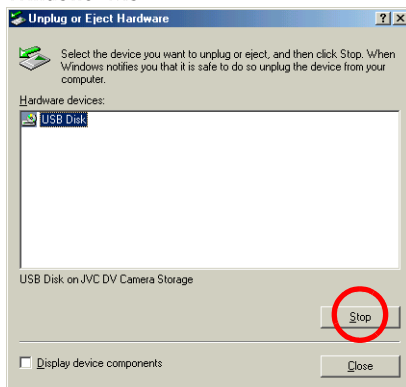 Unplug or Eject Hardware
Select the device you want to unplug or eject, and then click Stop. When
Windows notifies you that it is safe to do so unplug the device from your
computer.
Hardware devices:
USB Disk
USB Disk on JVC DV Camera Storage
Stop
Display device components
Close